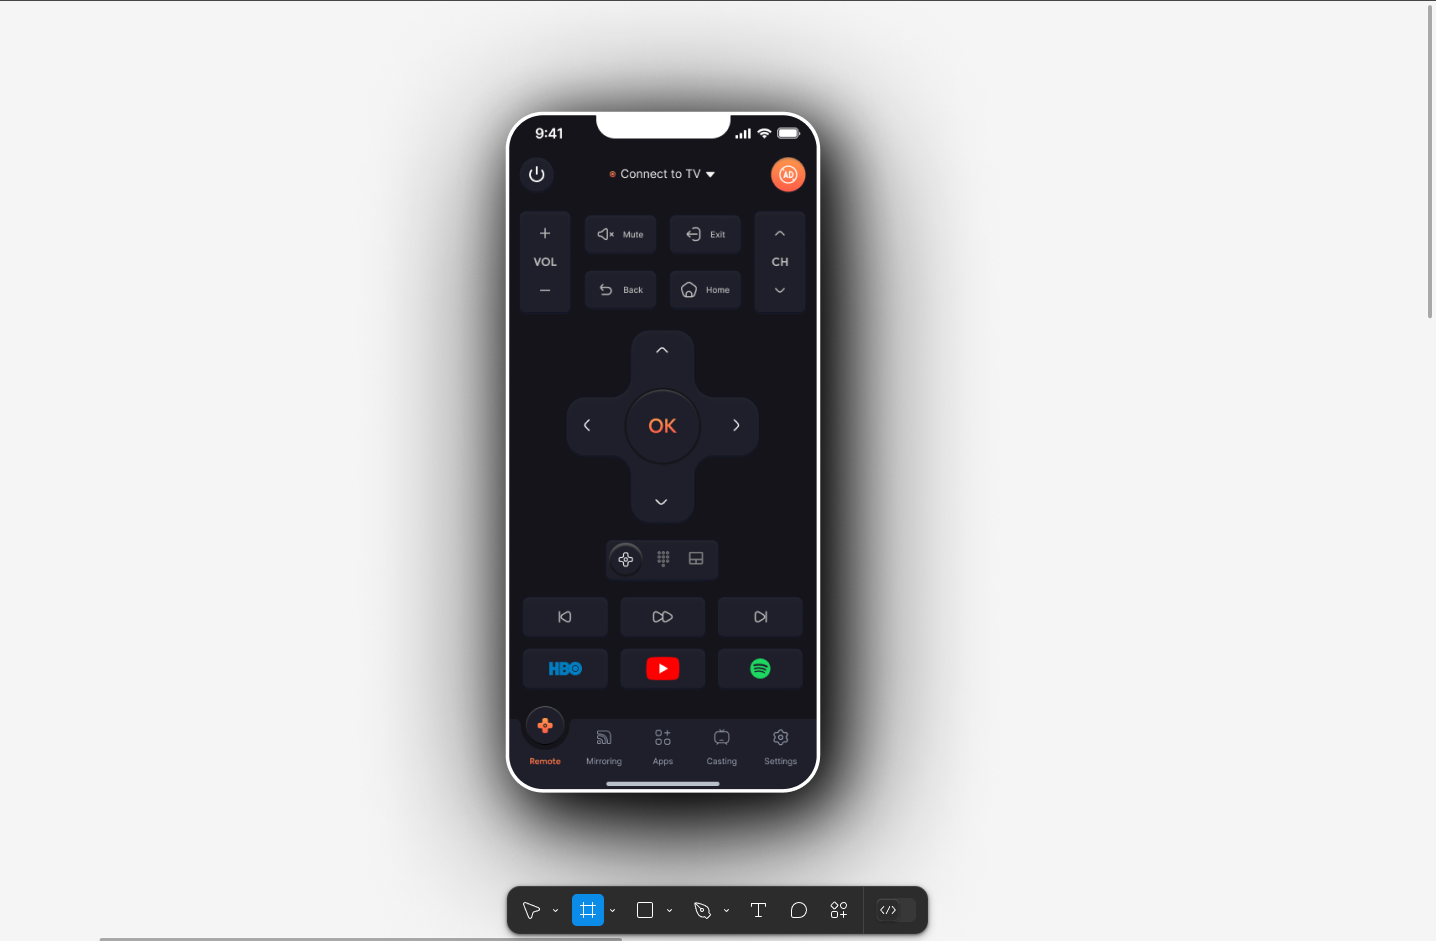 9:41
Connect to TV
AD
VOL
Mute
Exit
CH
Back
Home
OK
HBO
Remote
Mirroring
Apps
Casting
Settings